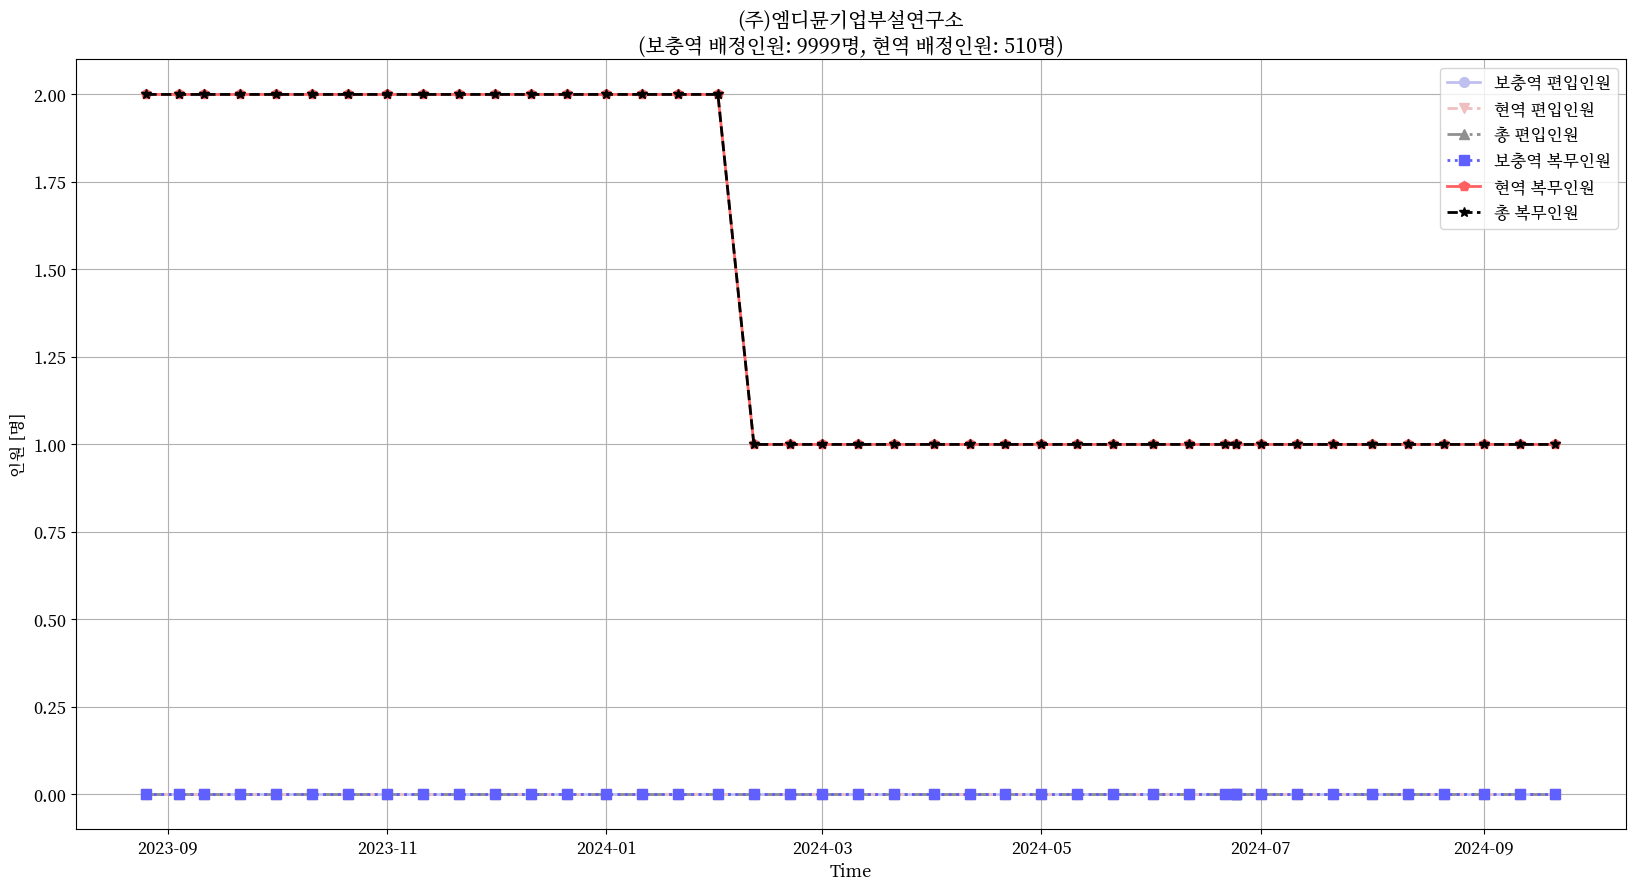 (주)엠디뮨기업부설연구소
(보충역 배정인원: 9999명, 현역 배정인원: 510명)
보충역 편입인원
현역 편입인원
총 편입인원
보충역 복무인원
현역 복무인원
총 복무인원
인원 [명]
2.00
1.75
1.50
1.25
1.00
0.75
0.50
0.25
0.00
2023-09
2023-11
2024-01
2024-03
2024-05
2024-07
2024-09
Time